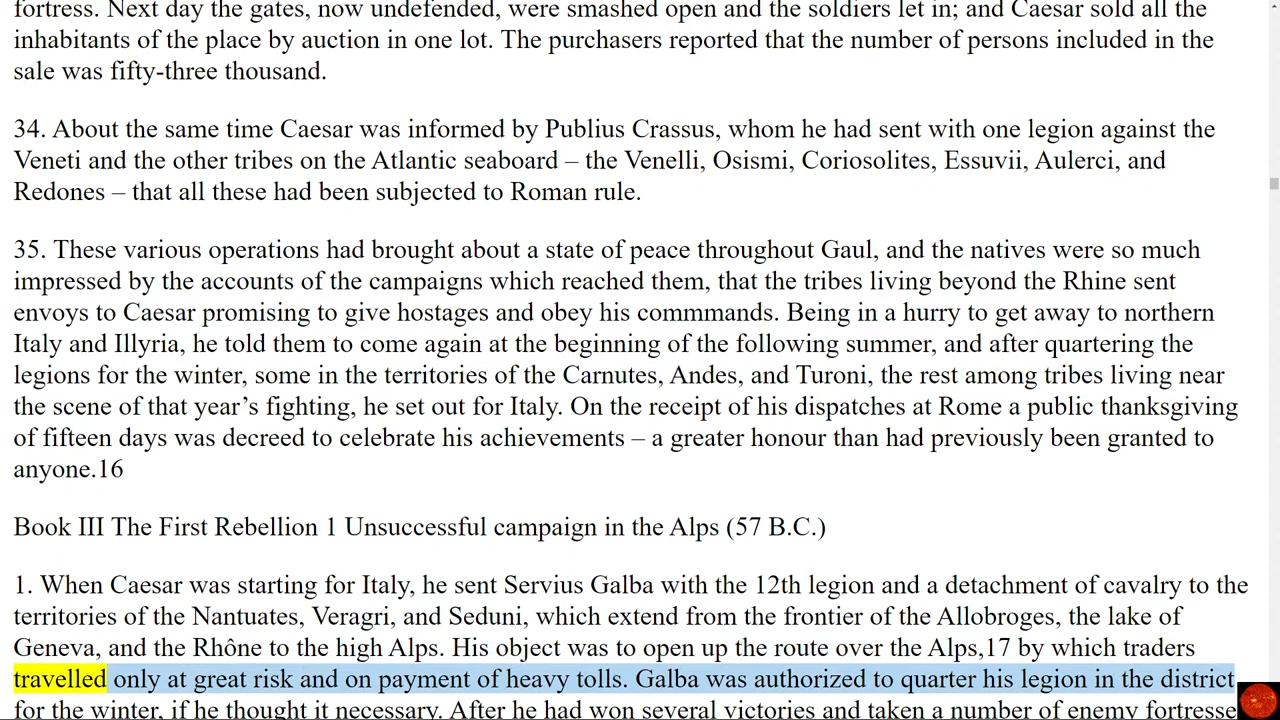 fortress. Next day the gates, now undefended, were smashed open and the soldiers let in; and Caesar sold all the
inhabitants of the place by auction in one lot. The purchasers reported that the number of persons included in the
sale was fifty-three thousand.
34. About the same time Caesar was informed by Publius Crassus, whom he had sent with one legion against the
Veneti and the other tribes on the Atlantic seaboard – the Venelli, Osismi, Coriosolites, Essuvii, Aulerci, and
Redones – that all these had been subjected to Roman rule.
35. These various operations had brought about a state of peace throughout Gaul, and the natives were so much
impressed by the accounts of the campaigns which reached them, that the tribes living beyond the Rhine sent
envoys to Caesar promising to give hostages and obey his commmands. Being in a hurry to get away to northern
Italy and Illyria, he told them to come again at the beginning of the following summer, and after quartering the
legions for the winter, some in the territories of the Carnutes, Andes, and Turoni, the rest among tribes living near
the scene of that year’s fighting, he set out for Italy. On the receipt of his dispatches at Rome a public thanksgiving
of fifteen days was decreed to celebrate his achievements – a greater honour than had previously been granted to
anyone.16
Book III The First Rebellion 1 Unsuccessful campaign in the Alps (57 B.C.)
1. When Caesar was starting for Italy, he sent Servius Galba with the 12th legion and a detachment of cavalry to the
territories of the Nantuates, Veragri, and Seduni, which extend from the frontier of the Allobroges, the lake of
Geneva, and the Rhône to the high Alps. His object was to open up the route over the Alps,17 by which traders
travelled only at great risk and on payment of heavy tolls. Galba was authorized to quarter his legion in the district
for the winter, if he thought it necessary. After he had won several victories and taken a number of enemy fortresse